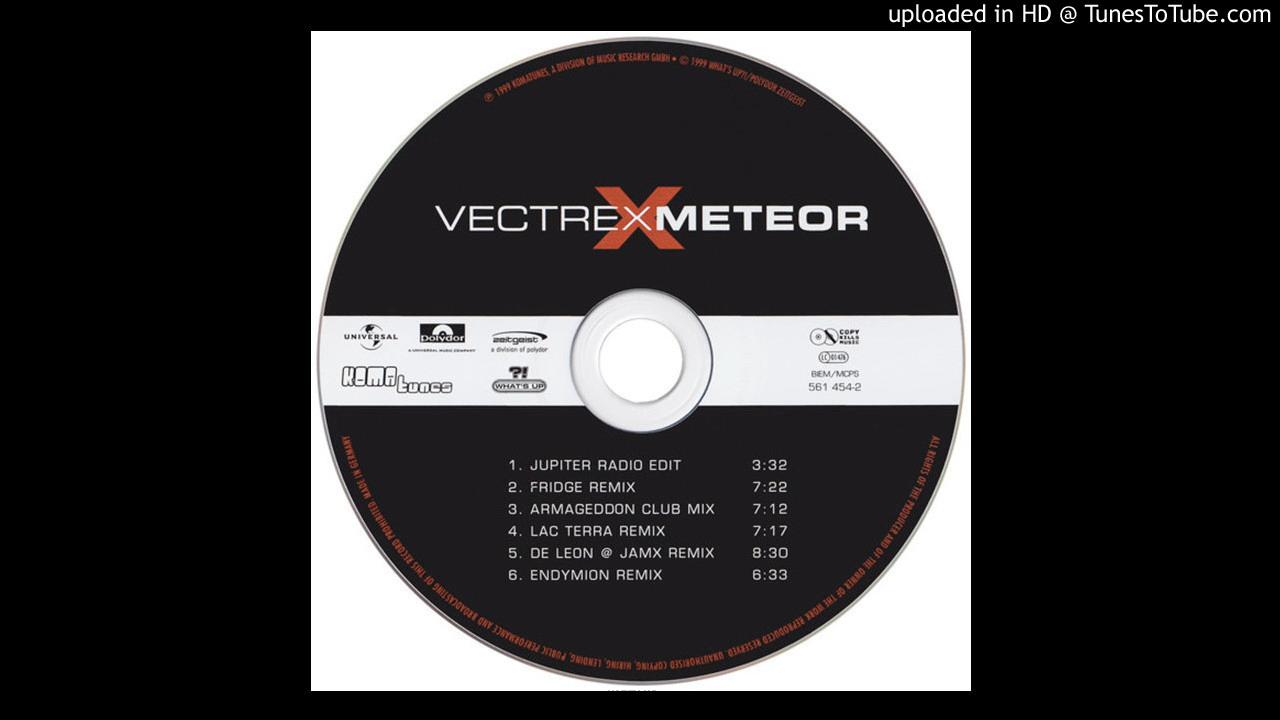 uploaded in HD @ TunesToTube.com
℗ 1999 KOMATUNES, A DIVISION OF MUSIC RESEARCH GMBH • © 1999 WHAT'S UP?!/POLYDOR ZEITGEIST
VECTREX METEOR
X
UNIVERSAL
Polydor
A UNIVERSAL MUSIC COMPANY
zeitgeist
a division of polydor
KOMA tunes
?!
WHAT'S UP
COPY
KILLS
MUSIC
LC 01476
BIEM/MCPS
561 454-2
1. JUPITER RADIO EDIT 3:32
2. FRIDGE REMIX 7:22
3. ARMAGEDDON CLUB MIX 7:12
4. LAC TERRA REMIX 7:17
5. DE LEON @ JAMX REMIX 8:30
6. ENDYMION REMIX 6:33
ALL RIGHTS OF THE PRODUCER AND OF THE OWNER OF THE WORK REPRODUCED RESERVED. UNAUTHORISED COPYING, HIRING, LENDING, PUBLIC PERFORMANCE AND BROADCASTING OF THIS RECORD PROHIBITED. MADE IN GERMANY